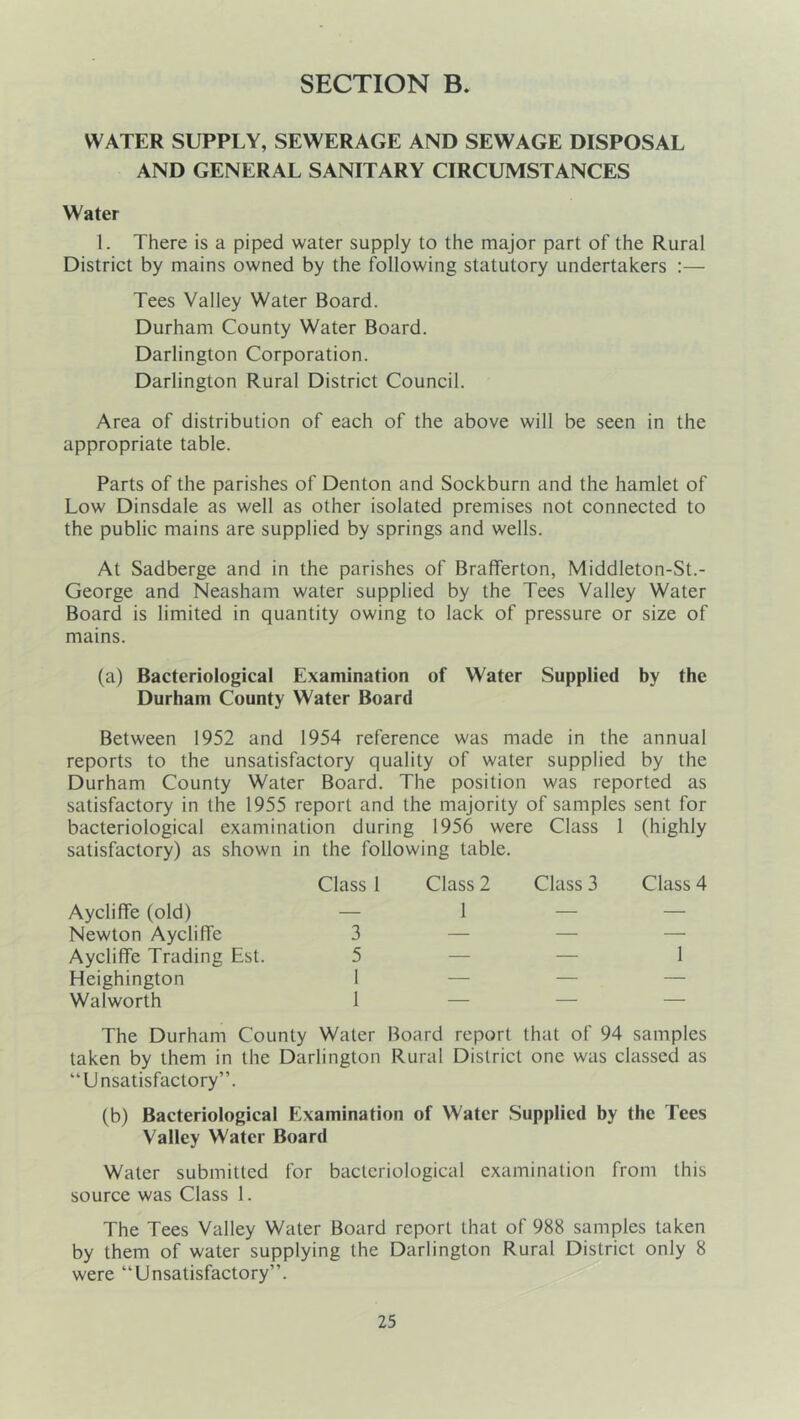 SECTION B.
WATER SUPPLY, SEWERAGE AND SEWAGE DISPOSAL
AND GENERAL SANITARY CIRCUMSTANCES
Water
1. There is a piped water supply to the major part of the Rural
District by mains owned by the following statutory undertakers :—
Tees Valley Water Board.
Durham County Water Board.
Darlington Corporation.
Darlington Rural District Council.
Area of distribution of each of the above will be seen in the
appropriate table.
Parts of the parishes of Denton and Sockburn and the hamlet of
Low Dinsdale as well as other isolated premises not connected to
the public mains are supplied by springs and wells.
At Sadberge and in the parishes of Brafferton, Middleton-St.-
George and Neasham water supplied by the Tees Valley Water
Board is limited in quantity owing to lack of pressure or size of
mains.
(a) Bacteriological Examination of Water Supplied by the
Durham County Water Board
Between 1952 and 1954 reference was made in the annual
reports to the unsatisfactory quality of water supplied by the
Durham County Water Board. The position was reported as
satisfactory in the 1955 report and the majority of samples sent for
bacteriological examination during 1956 were Class 1 (highly
satisfactory) as shown in the following table.
Class 1 Class 2 Class 3 Class 4
Aycliffe (old) — 1 — —
Newton Aycliffe 3 — — —
Aycliffe Trading Est. 5 — — 1
Heighington 1 — — —
Walworth 1 — — —
The Durham County Water Board report that of 94 samples
taken by them in the Darlington Rural District one was classed as
“Unsatisfactory”.
(b) Bacteriological Examination of Water Supplied by the Tees
Valley Water Board
Water submitted for bacteriological examination from this
source was Class 1.
The Tees Valley Water Board report that of 988 samples taken
by them of water supplying the Darlington Rural District only 8
were “Unsatisfactory”.
25